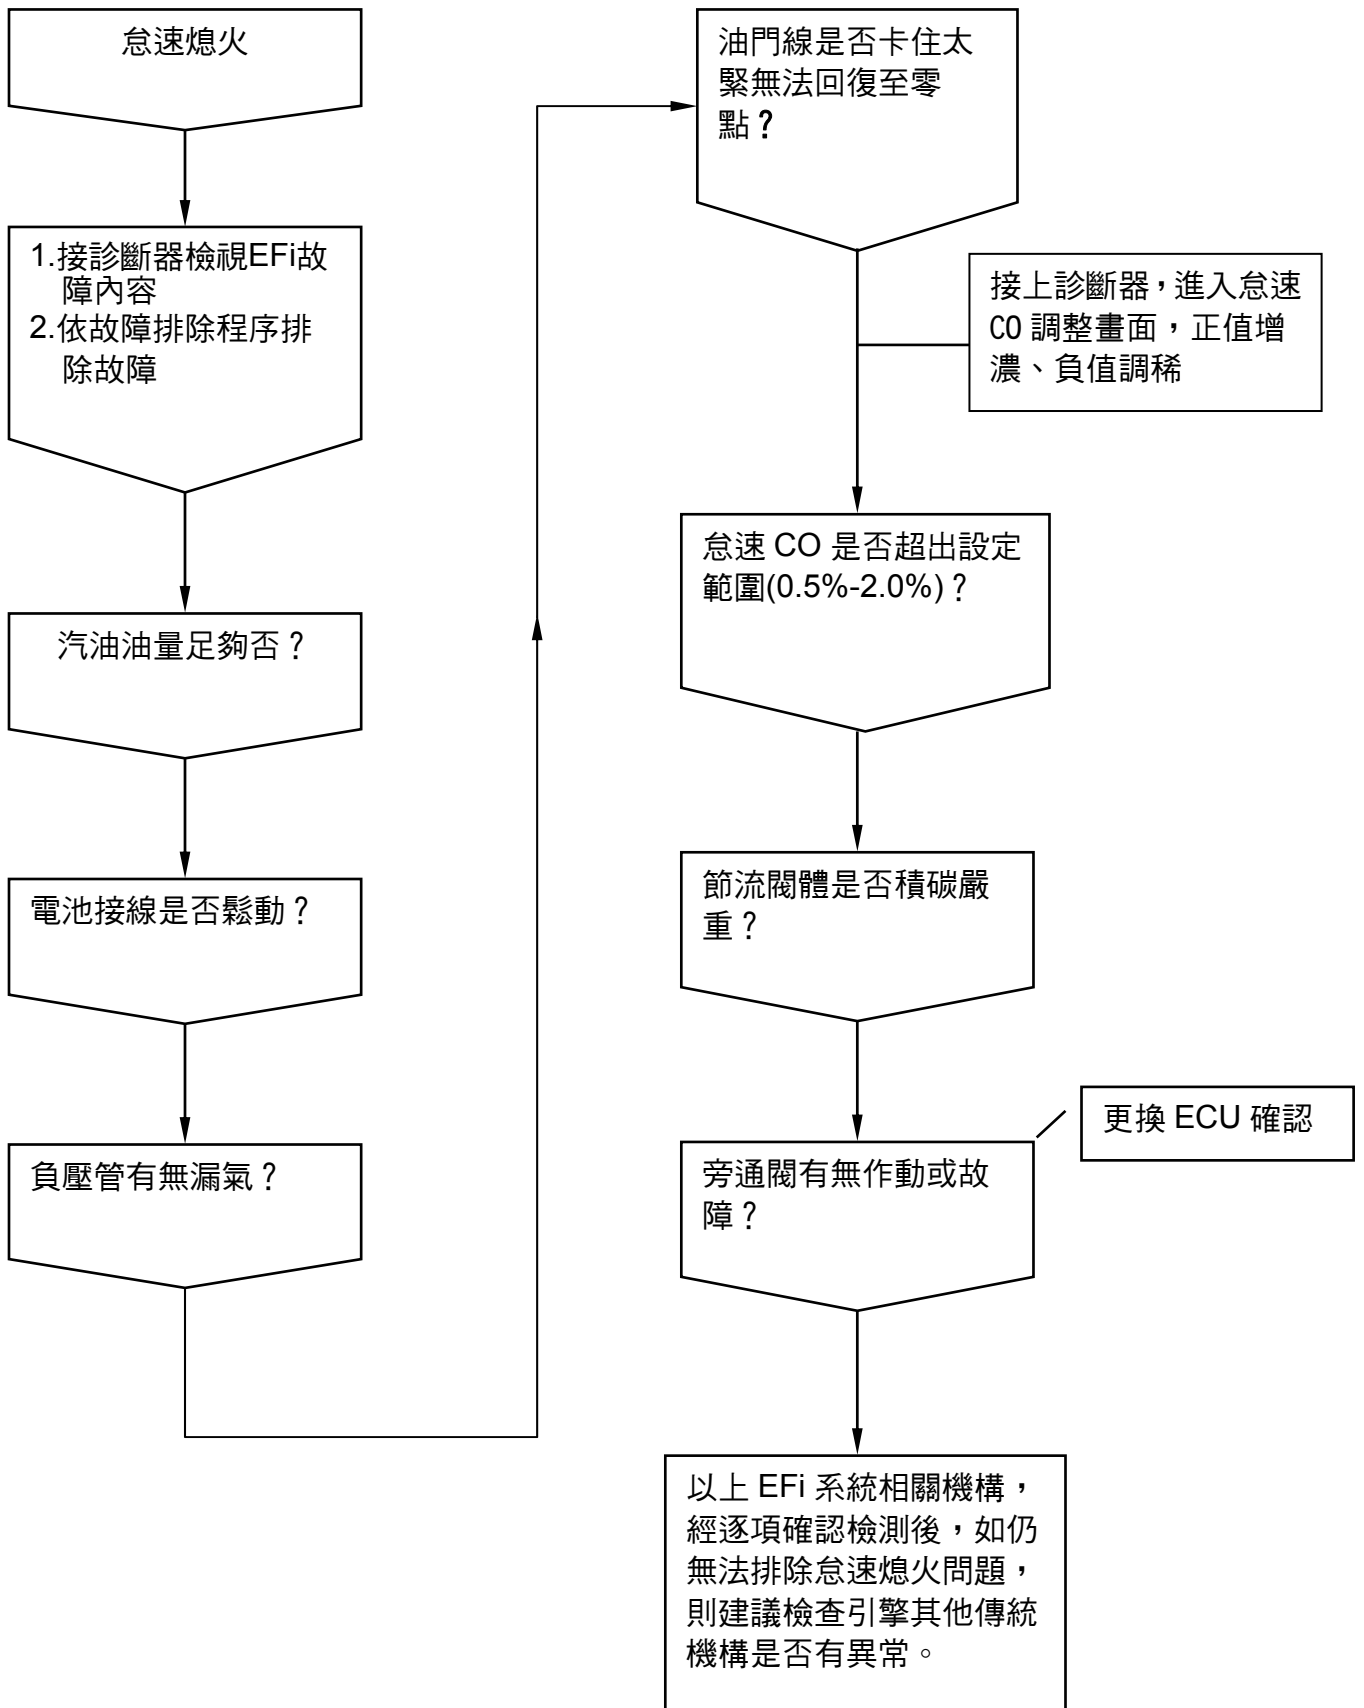 怠速熄火
1.接診斷器檢視EFi故
障內容
2.依故障排除程序排
除故障
汽油油量足夠否？
電池接線是否鬆動？
負壓管有無漏氣？
油門線是否卡住太
緊無法回復至零
點？
接上診斷器，進入怠速
CO 調整畫面，正值增
濃、負值調稀
怠速 CO 是否超出設定
範圍(0.5%-2.0%)？
節流閥體是否積碳嚴
重？
旁通閥有無作動或故
障？
更換 ECU 確認
以上 EFi 系統相關機構，
經逐項確認檢測後，如仍
無法排除怠速熄火問題，
則建議檢查引擎其他傳統
機構是否有異常。